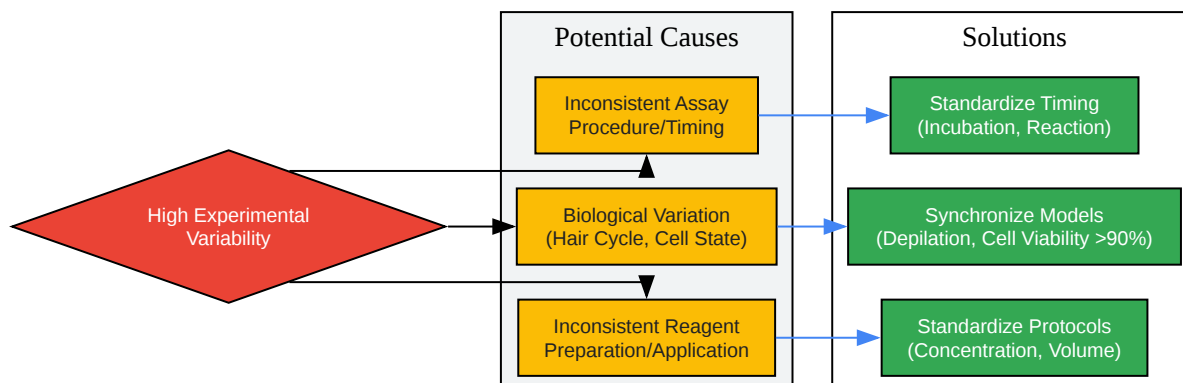 Potential Causes
Solutions
Inconsistent Assay
Procedure/Timing
Standardize Timing
(Incubation, Reaction)
High Experimental
Variability
Biological Variation
(Hair Cycle, Cell State)
Synchronize Models
(Depilation, Cell Viability >90%)
Inconsistent Reagent
Preparation/Application
Standardize Protocols
(Concentration, Volume)